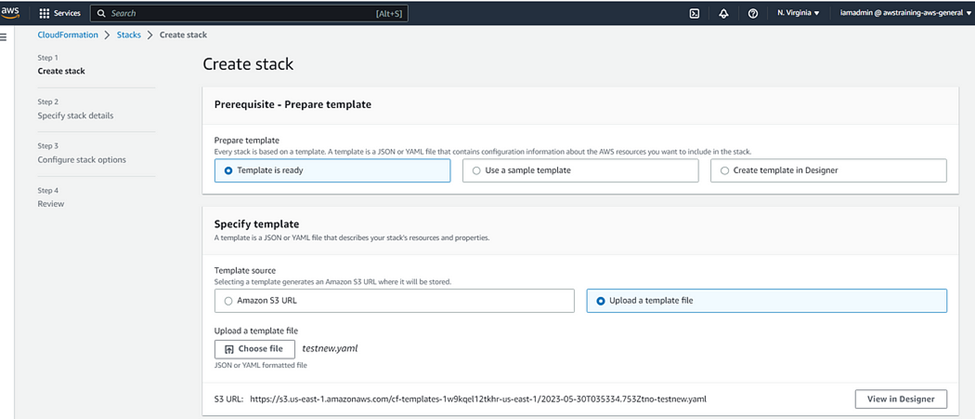 aws Services Search [Alt+S] N. Virginia iamadmin @ awstraining-aws-general
CloudFormation Stacks Create stack
Step 1
Create stack
Step 2
Specify stack details
Step 3
Configure stack options
Step 4
Review
Create stack
Prerequisite - Prepare template
Prepare template
Every stack is based on a template. A template is a JSON or YAML file that contains configuration information about the AWS resources you want to include in the stack.
Template is ready Use a sample template Create template in Designer
Specify template
A template is a JSON or YAML file that describes your stack's resources and properties.
Template source
Selecting a template generates an Amazon S3 URL where it will be stored.
Amazon S3 URL Upload a template file
Upload a template file
Choose file testnew.yaml
JSON or YAML formatted file
S3 URL: https://s3.us-east-1.amazonaws.com/cf-templates-1w9kqel12tkhr-us-east-1/2023-05-30T035334.753Ztno-testnew.yaml View in Designer